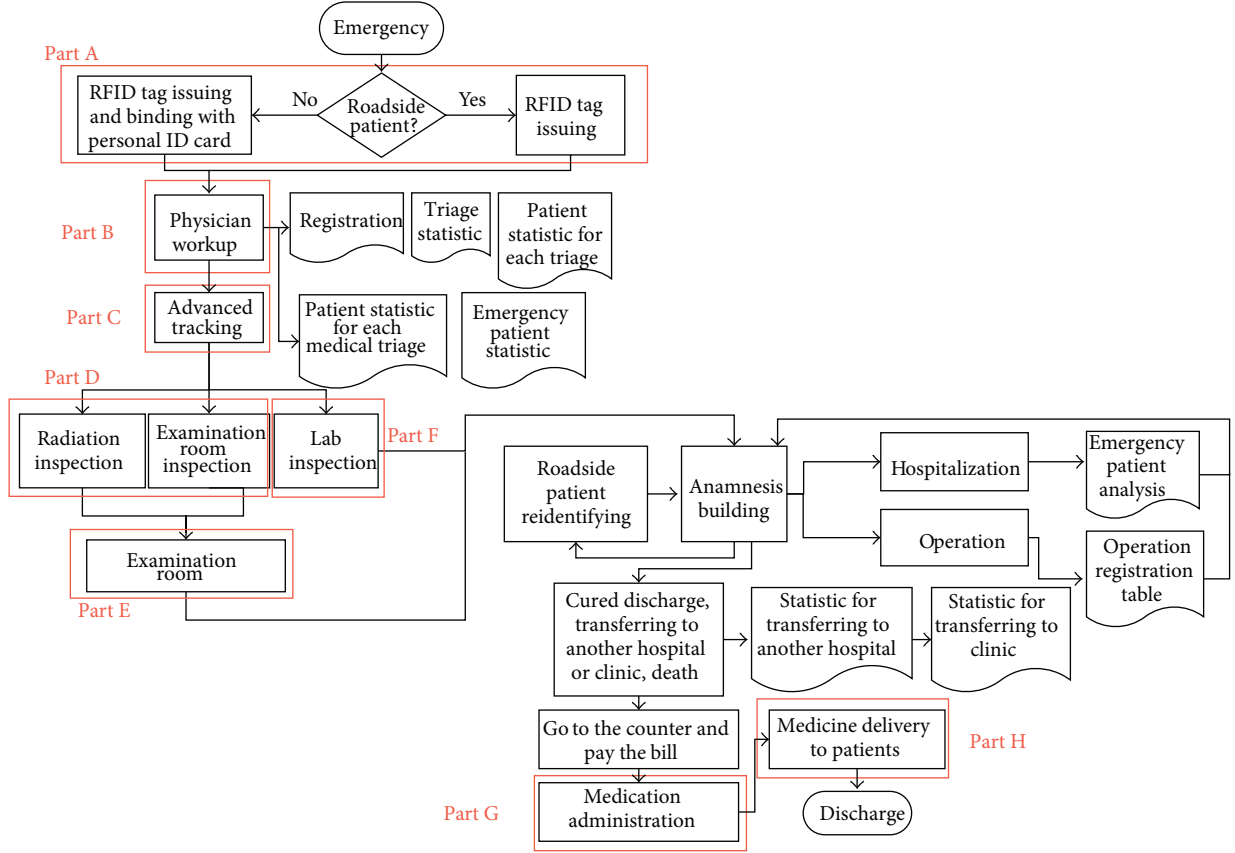 Emergency
Part A
RFID tag issuing
and binding with
personal ID card
No
Roadside
patient?
Yes
RFID tag
issuing
Part B
Physician
workup
Registration
Triage
statistic
Patient
statistic for
each triage
Part C
Advanced
tracking
Patient statistic
for each
medical triage
Emergency
patient
statistic
Part D
Radiation
inspection
Examination
room
inspection
Lab
inspection
Part F
Roadside
patient
reidentifying
Anamnesis
building
Hospitalization
Emergency
patient
analysis
Operation
Operation
registration
table
Examination
room
Part E
Cured discharge,
transferring to
another hospital
or clinic, death
Statistic for
transferring to
another hospital
Statistic for
transferring to
clinic
Go to the counter and
pay the bill
Medicine delivery
to patients
Part H
Part G
Medication
administration
Discharge